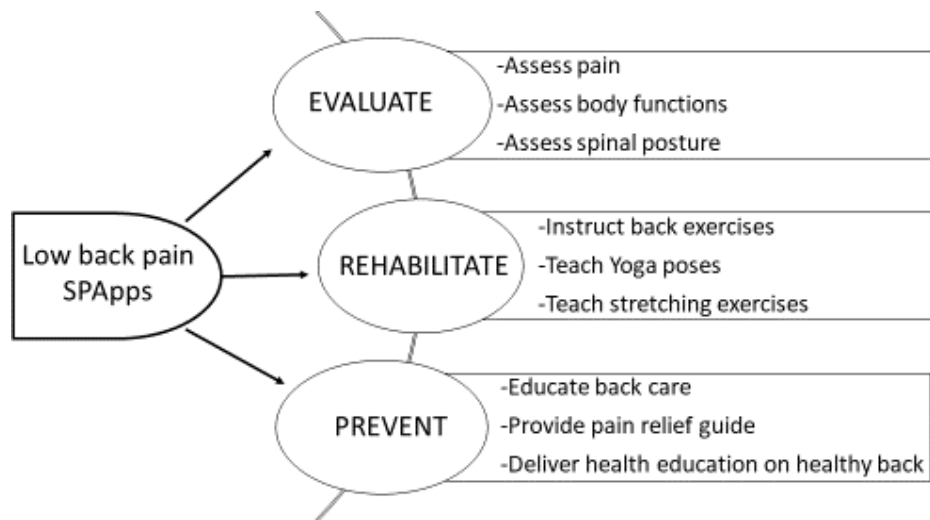 Low back pain
SPApps
EVALUATE
-Assess pain
-Assess body functions
-Assess spinal posture
REHABILITATE
-Instruct back exercises
-Teach Yoga poses
-Teach stretching exercises
PREVENT
-Educate back care
-Provide pain relief guide
-Deliver health education on healthy back